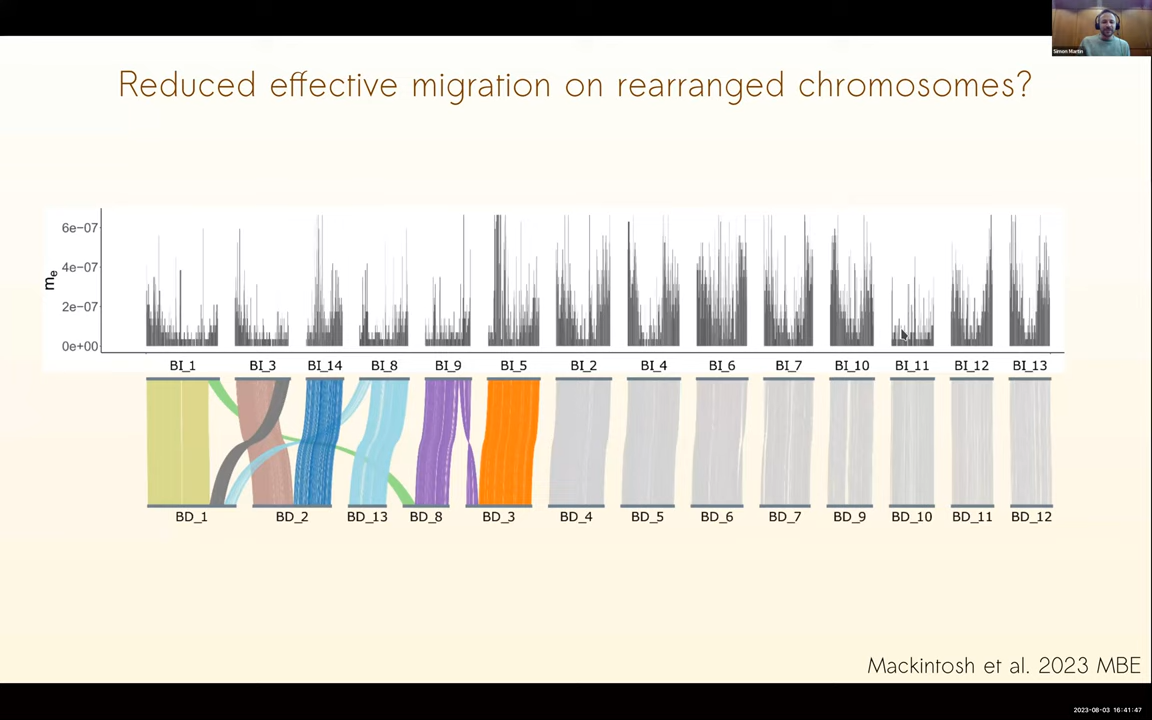 Simon Martin
Reduced effective migration on rearranged chromosomes?
6e-07
4e-07
2e-07
0e+00
me
BI_1 BI_3 BI_14 BI_8 BI_9 BI_5 BI_2 BI_4 BI_6 BI_7 BI_10 BI_11 BI_12 BI_13
BD_1 BD_2 BD_13 BD_8 BD_3 BD_4 BD_5 BD_6 BD_7 BD_9 BD_10 BD_11 BD_12
Mackintosh et al. 2023 MBE
2023-08-03 16:41:47